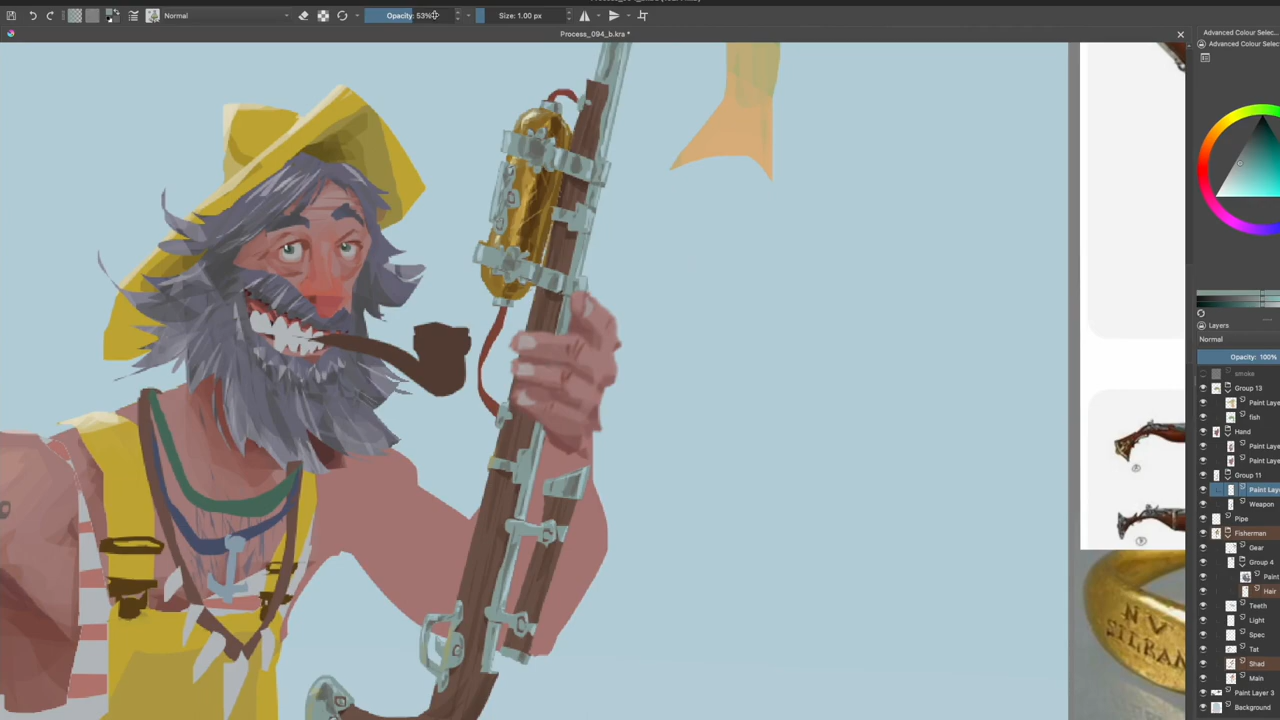 Normal
Opacity: 53%
Size: 1.00 px
Process_094_b.kra *
Advanced Colour Selec...
Advanced Colour Selec
Layers
Normal
Opacity: 100%
smoke
Group 13
Paint Laye
fish
Hand
Paint Laye
Paint Laye
Group 11
Paint Laye
Weapon
Pipe
Fisherman
Gear
Group 4
Paint
Hair
Teeth
Light
Spec
Tat
Shad
Main
Paint Layer 3
Background